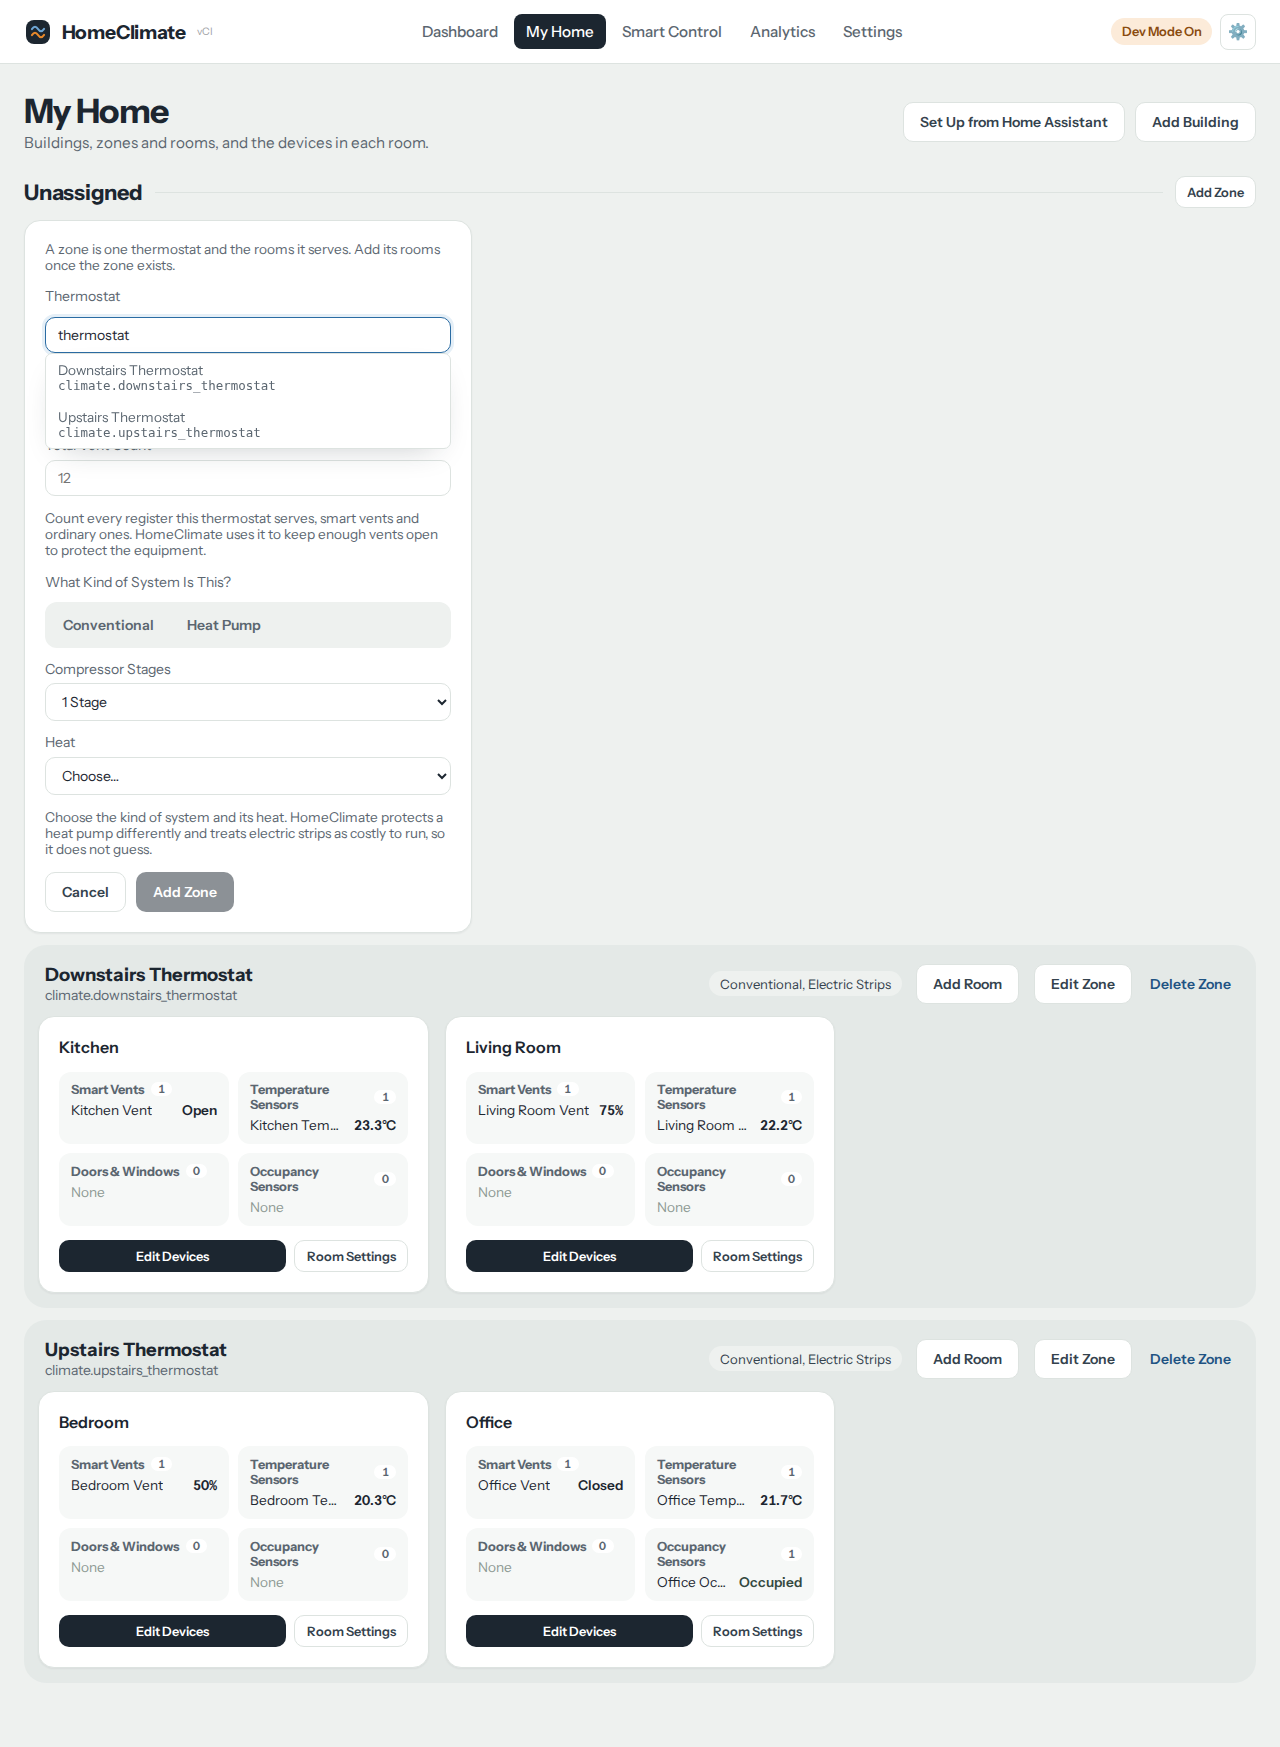 HomeClimate vCI
Dashboard
My Home
Smart Control
Analytics
Settings
Dev Mode On
My Home
Buildings, zones and rooms, and the devices in each room.
Set Up from Home Assistant
Add Building
Unassigned
Add Zone
A zone is one thermostat and the rooms it serves. Add its rooms
once the zone exists.
Thermostat
thermostat
Downstairs Thermostat
climate.downstairs_thermostat
Upstairs Thermostat
climate.upstairs_thermostat
12
Count every register this thermostat serves, smart vents and
ordinary ones. HomeClimate uses it to keep enough vents open
to protect the equipment.
What Kind of System Is This?
Conventional
Heat Pump
Compressor Stages
1 Stage
Heat
Choose...
Choose the kind of system and its heat. HomeClimate protects a
heat pump differently and treats electric strips as costly to run, so
it does not guess.
Cancel
Add Zone
Downstairs Thermostat
climate.downstairs_thermostat
Conventional, Electric Strips
Add Room
Edit Zone
Delete Zone
Kitchen
Smart Vents 1
Kitchen Vent Open
Temperature
Sensors 1
Kitchen Tem... 23.3°C
Doors & Windows 0
None
Occupancy
Sensors 0
None
Edit Devices
Room Settings
Living Room
Smart Vents 1
Living Room Vent 75%
Temperature
Sensors 1
Living Room ... 22.2°C
Doors & Windows 0
None
Occupancy
Sensors 0
None
Edit Devices
Room Settings
Upstairs Thermostat
climate.upstairs_thermostat
Conventional, Electric Strips
Add Room
Edit Zone
Delete Zone
Bedroom
Smart Vents 1
Bedroom Vent 50%
Temperature
Sensors 1
Bedroom Te... 20.3°C
Doors & Windows 0
None
Occupancy
Sensors 0
None
Edit Devices
Room Settings
Office
Smart Vents 1
Office Vent Closed
Temperature
Sensors 1
Office Temp... 21.7°C
Doors & Windows 0
None
Occupancy
Sensors 1
Office Oc... Occupied
Edit Devices
Room Settings